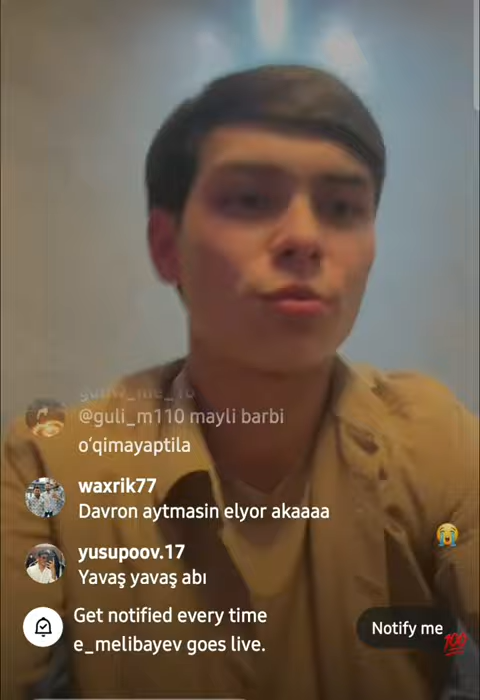 @guli_m110 mayli barbi
o'qimayaptila
waxrik77
Davron aytmasin elyor akaaaa
yusupoov.17
Yavaş yavaş abı
Get notified every time
e_melibayev goes live.
Notify me